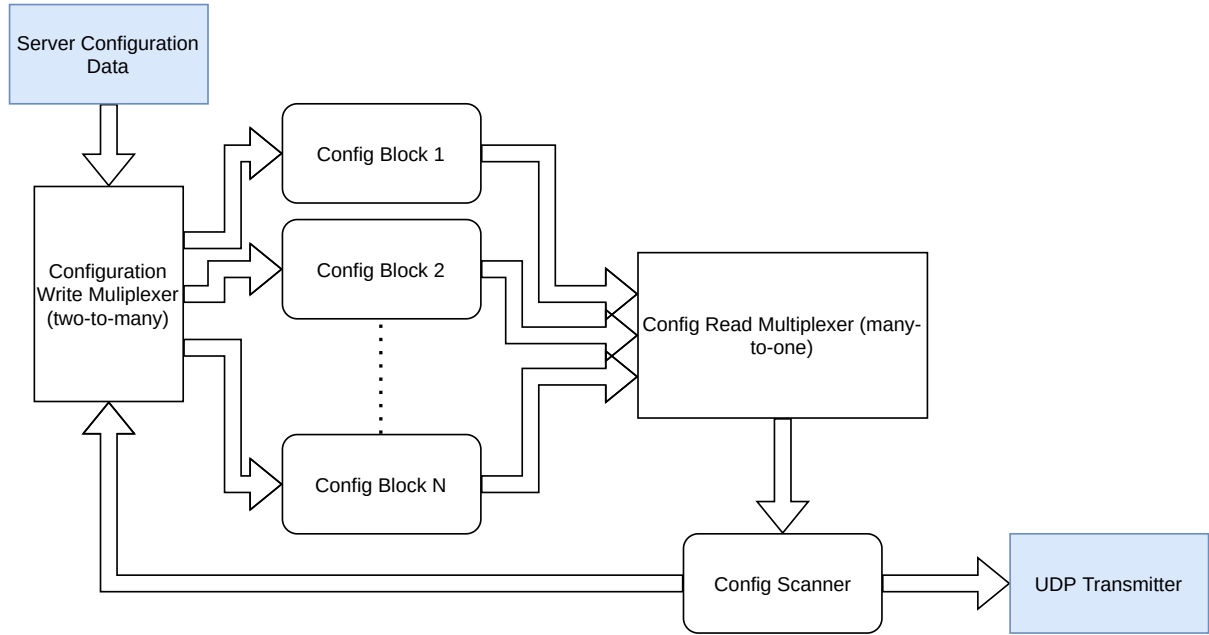 Server Configuration
Data
Config Block 1
Configuration
Write Muliplexer
(two-to-many)
Config Block 2
Config Read Multiplexer (many-
to-one)
Config Block N
Config Scanner
UDP Transmitter